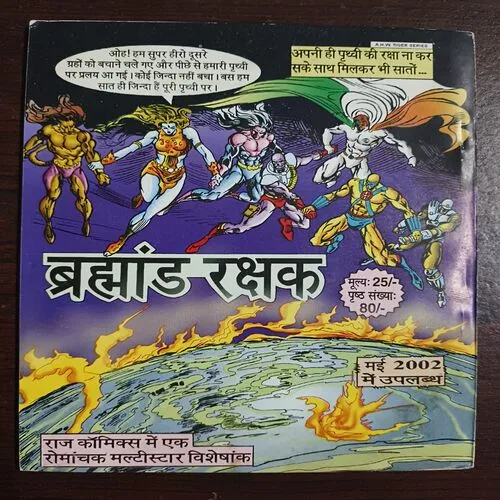 A.H.W. TIGER SERIES
ओह! हम सुपर हीरो दूसरे
ग्रहों को बचाने चले गए और पीछे से हमारी पृथ्वी
पर प्रलय आ गई। कोई जिन्दा नहीं बचा। बस हम
सात ही जिन्दा हैं पूरी पृथ्वी पर।
अपनी ही पृथ्वी की रक्षा ना कर
सके साथ मिलकर भी सातों...
ब्रह्मांड रक्षक
मूल्य: 25/-
पृष्ठ संख्या:
80/-
मई 2002
में उपलब्ध
राज कॉमिक्स में एक
रोमांचक मल्टीस्टार विशेषांक